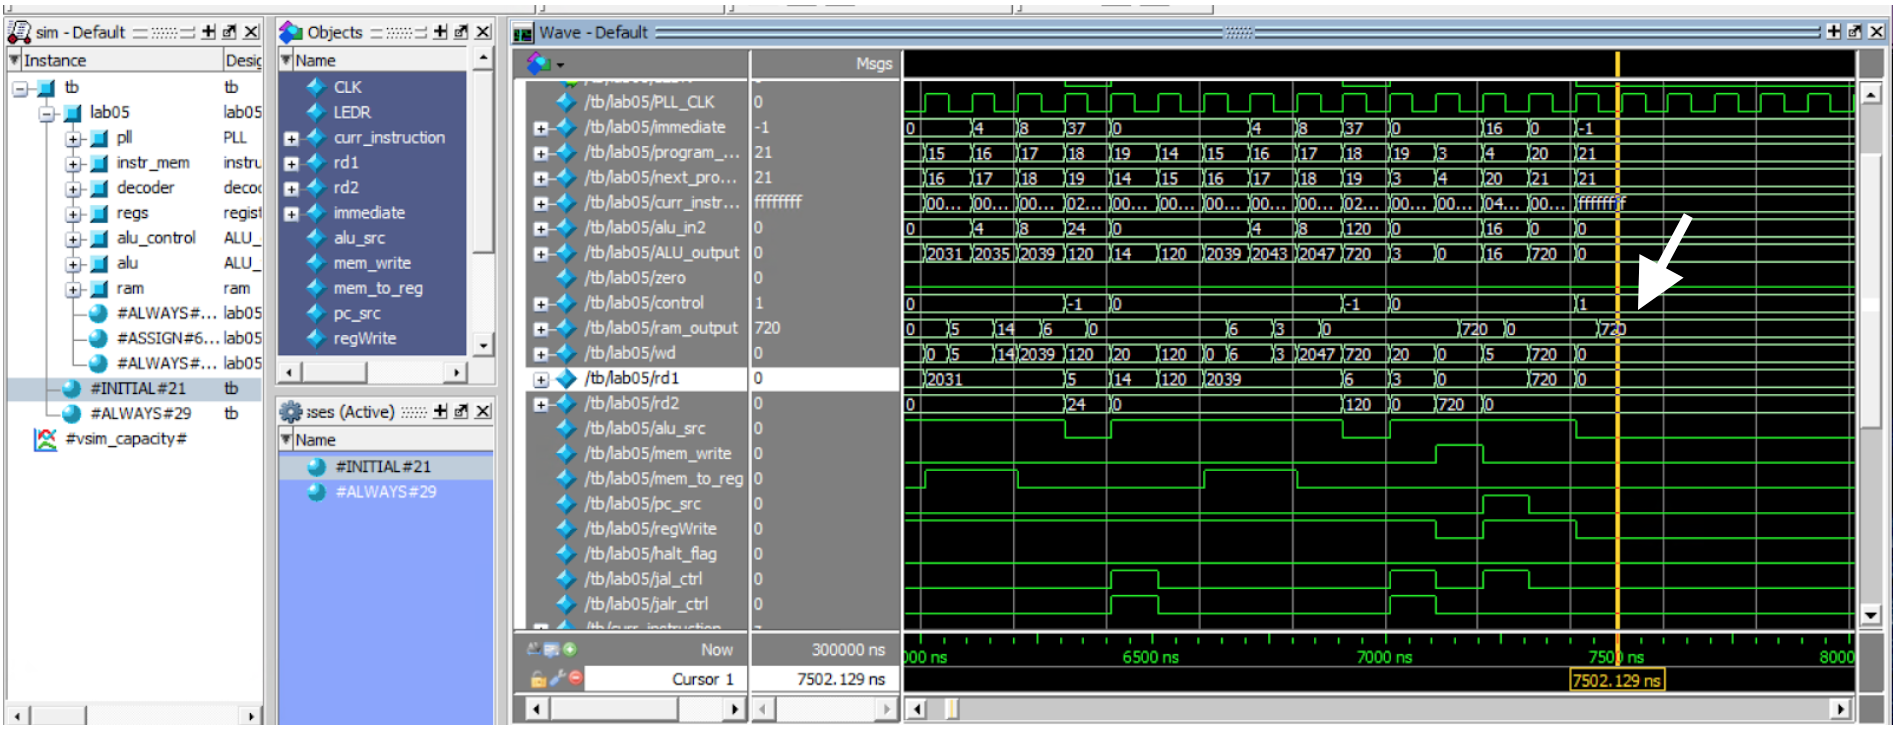 sim - Default
Instance Desig
tb tb
lab05 lab05
pll PLL
instr_mem instru
decoder decod
regs regist
alu_control ALU_
alu ALU_
ram ram
#ALWAYS#... lab05
#ASSIGN#6... lab05
#ALWAYS#... lab05
#INITIAL#21 tb
#ALWAYS#29 tb
#vsim_capacity#
Objects
Name
CLK
LEDR
curr_instruction
rd1
rd2
immediate
alu_src
mem_write
mem_to_reg
pc_src
regWrite
sses (Active)
Name
#INITIAL#21
#ALWAYS#29
Wave - Default
Msgs
/tb/lab05/PLL_CLK 0
/tb/lab05/immediate -1 0 4 8 37 0 4 8 37 0 16 0 -1
/tb/lab05/program_... 21 15 16 17 18 19 14 15 16 17 18 19 3 4 20 21
/tb/lab05/next_pro... 21 16 17 18 19 14 15 16 17 18 19 3 4 20 21 21
/tb/lab05/curr_instr... ffffffff 00... 00... 00... 02... 00... 00... 00... 00... 00... 02... 00... 00... 04... 00... ffffffff
/tb/lab05/alu_in2 0 0 4 8 24 0 4 8 120 0 16 0 0
/tb/lab05/ALU_output 0 2031 2035 2039 120 14 120 2039 2043 2047 720 3 0 16 720 0
/tb/lab05/zero 0
/tb/lab05/control 1 0 -1 0 -1 0 1
/tb/lab05/ram_output 720 0 5 14 6 0 6 3 0 720 0 720
/tb/lab05/wd 0 0 5 14 2039 120 20 120 0 6 3 2047 720 20 0 5 720 0
/tb/lab05/rd1 0 2031 5 14 120 2039 6 3 0 720 0
/tb/lab05/rd2 0 0 24 0 120 0 720 0
/tb/lab05/alu_src 0
/tb/lab05/mem_write 0
/tb/lab05/mem_to_reg 0
/tb/lab05/pc_src 0
/tb/lab05/regWrite 0
/tb/lab05/halt_flag 0
/tb/lab05/jal_ctrl 0
/tb/lab05/jalr_ctrl 0
Now 300000 ns 000 ns 6500 ns 7000 ns 7500 ns 8000
Cursor 1 7502.129 ns 7502.129 ns